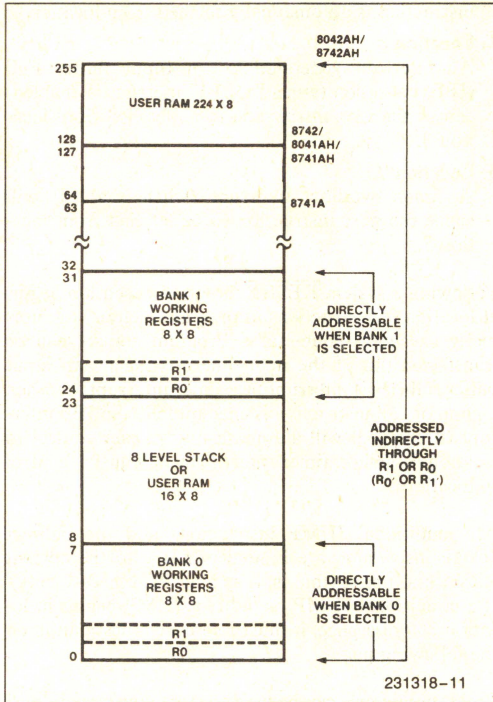 8042AH/
8742AH
255
USER RAM 224 X 8
8742/
8041AH/
8741AH
128
127
64
63
8741A
32
31
BANK 1
WORKING
REGISTERS
8 X 8
DIRECTLY
ADDRESSABLE
WHEN BANK 1
IS SELECTED
R1'
R0'
24
23
ADDRESSED
INDIRECTLY
THROUGH
R1 OR R0
(R0' OR R1')
8 LEVEL STACK
OR
USER RAM
16 X 8
8
7
BANK 0
WORKING
REGISTERS
8 X 8
DIRECTLY
ADDRESSABLE
WHEN BANK 0
IS SELECTED
R1
R0
0
231318–11